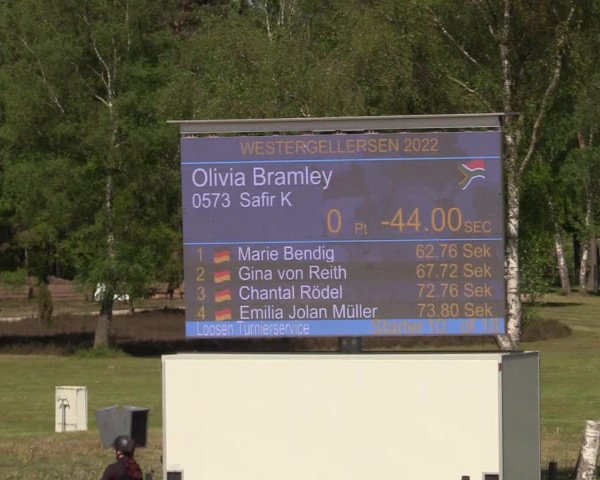 WESTERGELLERSEN 2022
Olivia Bramley
0573 Safir K
0 Pt -44.00 SEC
1 Marie Bendig 62.76 Sek
2 Gina von Reith 67.72 Sek
3 Chantal Rödel 72.76 Sek
4 Emilia Jolan Müller 73.80 Sek
Loosen Turnierservice